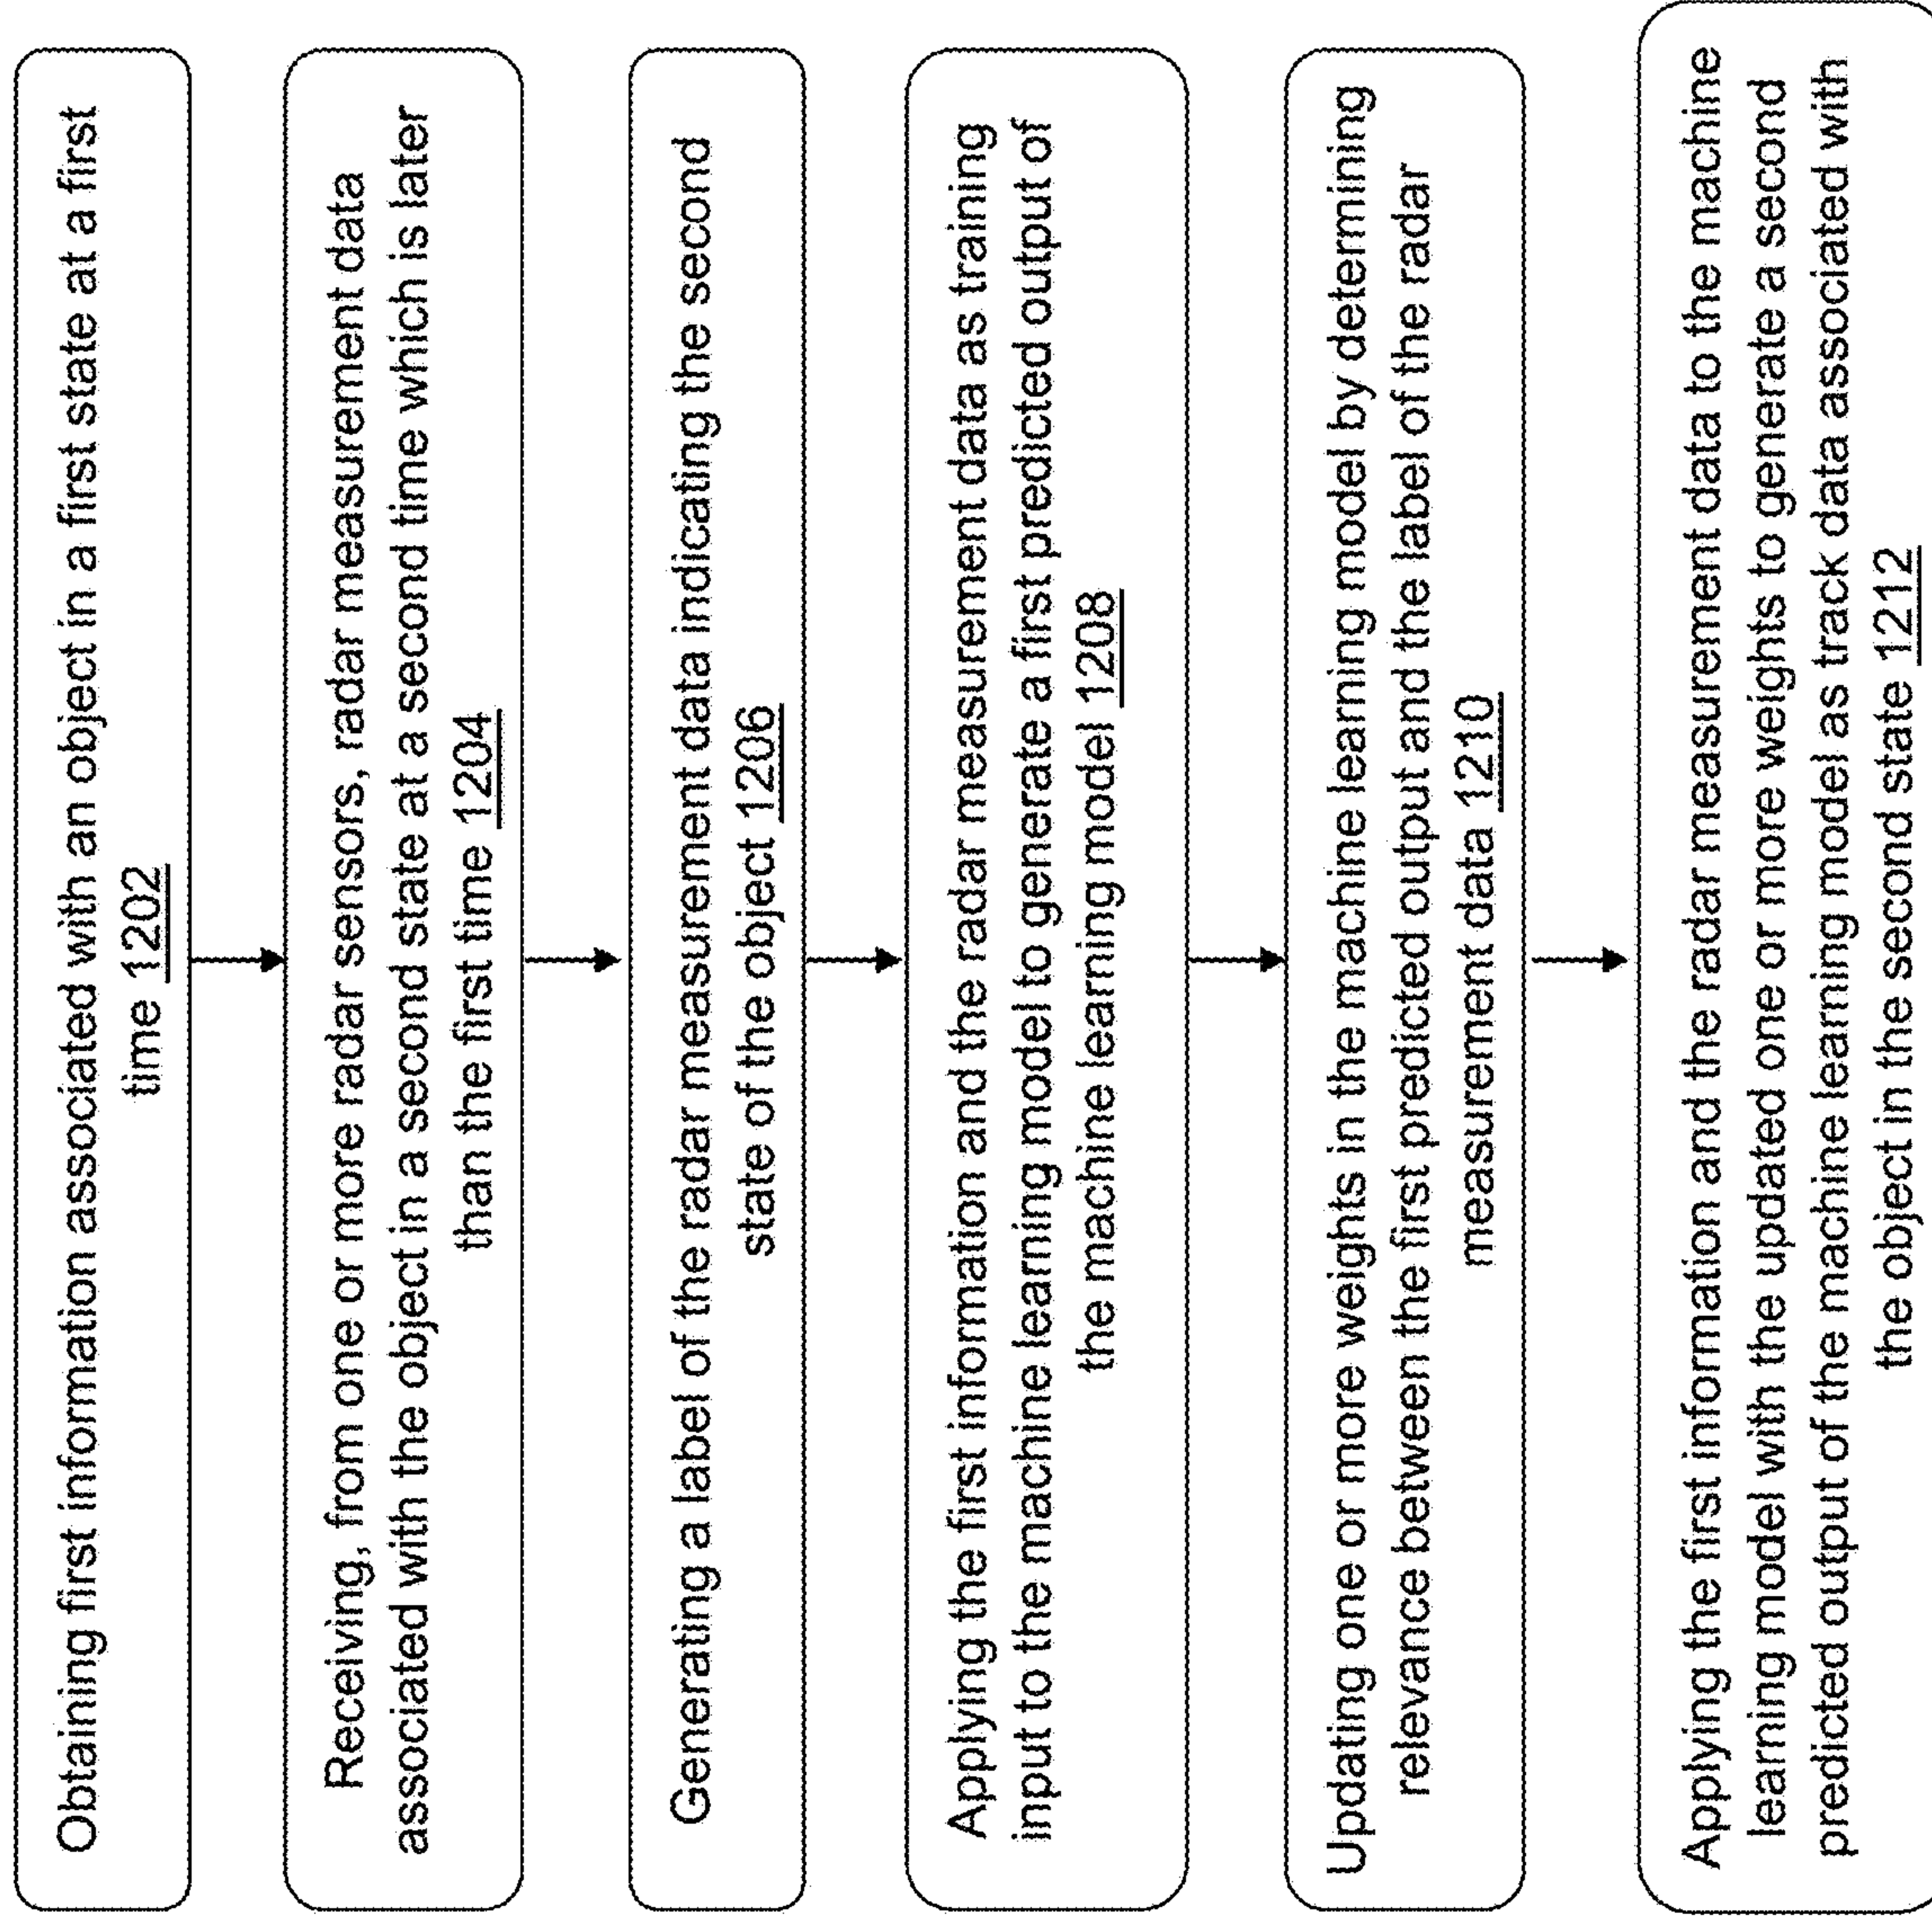 Obtaining first information associated with an object in a first state at a first
time 1202
Receiving, from one or more radar sensors, radar measurement data
associated with the object in a second state at a second time which is later
than the first time 1204
Generating a label of the radar measurement data indicating the second
state of the object 1206
Applying the first information and the radar measurement data as training
input to the machine learning model to generate a first predicted output of
the machine learning model 1208
Updating one or more weights in the machine learning model by determining
relevance between the first predicted output and the label of the radar
measurement data 1210
Applying the first information and the radar measurement data to the machine
learning model with the updated one or more weights to generate a second
predicted output of the machine learning model as track data associated with
the object in the second state 1212